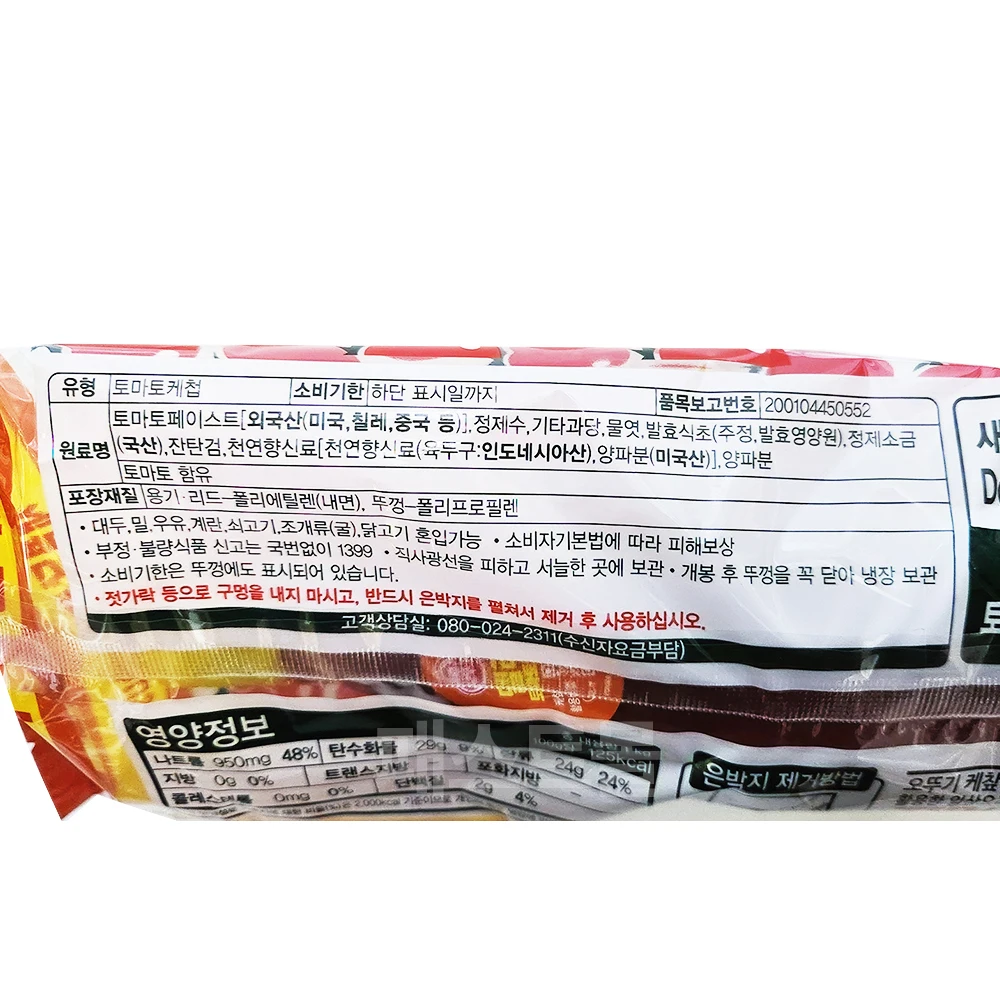 유형 토마토케첩 소비기한 하단 표시일까지 품목보고번호 200104450552
원료명 토마토페이스트[외국산(미국,칠레,중국 등)],정제수,기타과당,물엿,발효식초(주정,발효영양원),정제소금
(국산),잔탄검,천연향신료[천연향신료(육두구:인도네시아산),양파분(미국산)],양파분
토마토 함유
포장재질 용기·리드-폴리에틸렌(내면), 뚜껑-폴리프로필렌
• 대두,밀,우유,계란,쇠고기,조개류(굴),닭고기 혼입가능 • 소비자기본법에 따라 피해보상
• 부정·불량식품 신고는 국번없이 1399 • 직사광선을 피하고 서늘한 곳에 보관 • 개봉 후 뚜껑을 꼭 닫아 냉장 보관
• 소비기한은 뚜껑에도 표시되어 있습니다.
• 젓가락 등으로 구멍을 내지 마시고, 반드시 은박지를 펼쳐서 제거 후 사용하십시오.
고객상담실: 080-024-2311(수신자요금부담)
새
영양정보
125kcal
나트륨 950mg 48% 탄수화물 29g 24g 24%
지방 0g 0% 트랜스지방 포화지방
콜레스테롤 0mg 0% 단백질 2g 4%
은박지 제거방법
오뚜기 케찹